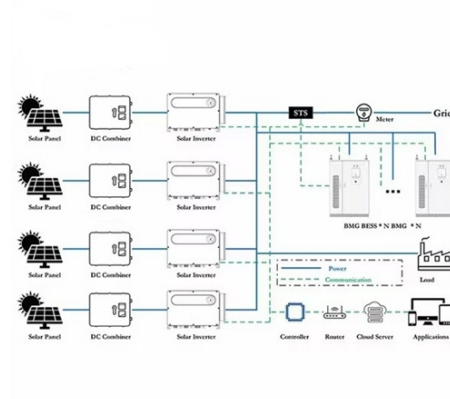 STS
Meter
Grid
Solar Panel
DC Combiner
Solar Inverter
Solar Panel
DC Combiner
Solar Inverter
BMG BESS * N BMG * N
Solar Panel
DC Combiner
Solar Inverter
Power
Communication
Load
Solar Panel
DC Combiner
Solar Inverter
Controller
Router
Cloud Server
Applications